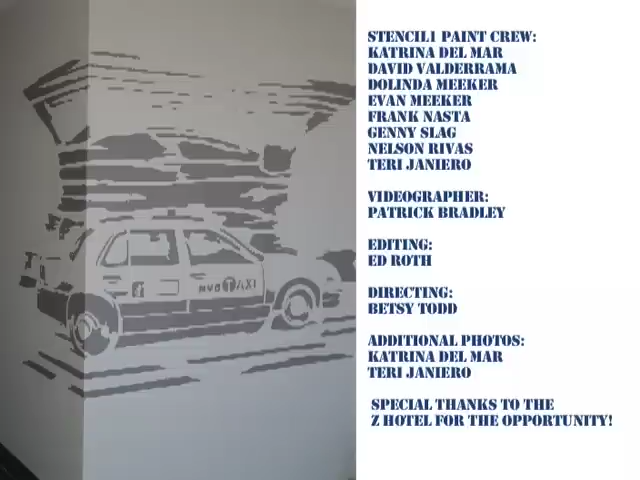 STENCIL1 PAINT CREW:
KATRINA DEL MAR
DAVID VALDERRAMA
DOLINDA MEEKER
EVAN MEEKER
FRANK NASTA
GENNY SLAG
NELSON RIVAS
TERI JANIERO
VIDEOGRAPHER:
PATRICK BRADLEY
EDITING:
ED ROTH
DIRECTING:
BETSY TODD
ADDITIONAL PHOTOS:
KATRINA DEL MAR
TERI JANIERO
SPECIAL THANKS TO THE
Z HOTEL FOR THE OPPORTUNITY!
NYC TAXI